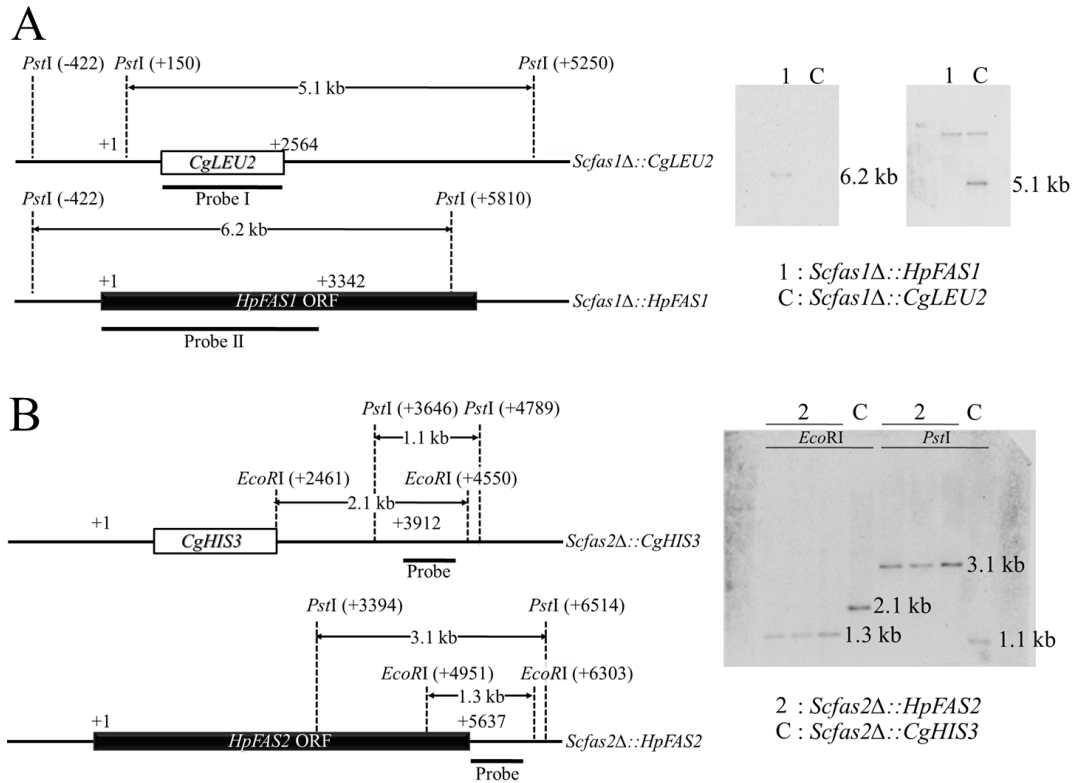 A
PstI (-422) PstI (+150) PstI (+5250)
5.1 kb
+1 +2564
CgLEU2 Scfas1Δ::CgLEU2
Probe I
PstI (-422) PstI (+5810)
6.2 kb
+1 +3342
HpFAS1 ORF Scfas1Δ::HpFAS1
Probe II
1 C
6.2 kb
1 C
5.1 kb
1 : Scfas1Δ::HpFAS1
C : Scfas1Δ::CgLEU2
B
PstI (+3646) PstI (+4789)
1.1 kb
EcoRI (+2461) EcoRI (+4550)
2.1 kb
+1 +3912
CgHIS3 Scfas2Δ::CgHIS3
Probe
PstI (+3394) PstI (+6514)
3.1 kb
EcoRI (+4951) EcoRI (+6303)
1.3 kb
+1 +5637
HpFAS2 ORF Scfas2Δ::HpFAS2
Probe
2 C 2 C
EcoRI PstI
3.1 kb
2.1 kb
1.3 kb 1.1 kb
2 : Scfas2Δ::HpFAS2
C : Scfas2Δ::CgHIS3